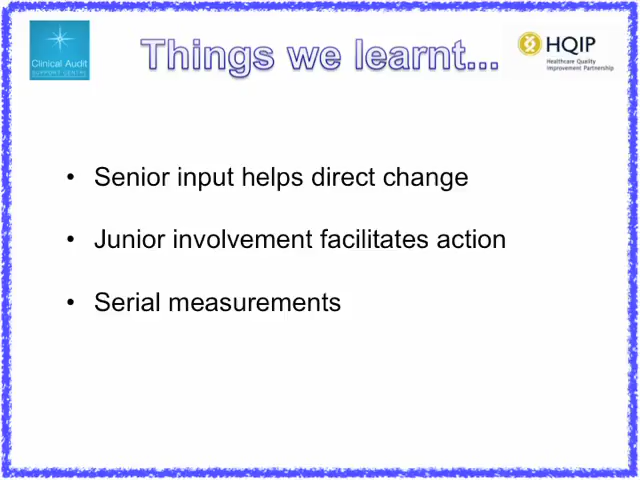 Clinical Audit
SUPPORT CENTRE
Things we learnt...
HQIP
Healthcare Quality
Improvement Partnership
• Senior input helps direct change
• Junior involvement facilitates action
• Serial measurements